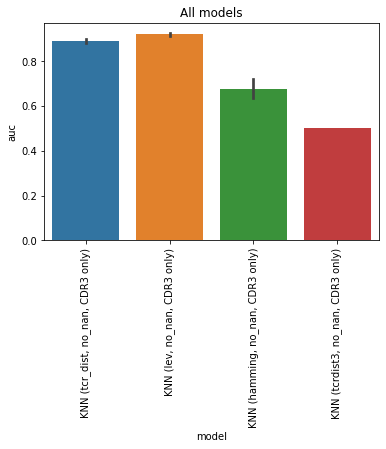 All models
auc
0.8
0.6
0.4
0.2
0.0
KNN (tcr_dist, no_nan, CDR3 only)
KNN (lev, no_nan, CDR3 only)
KNN (hamming, no_nan, CDR3 only)
KNN (tcrdist3, no_nan, CDR3 only)
model